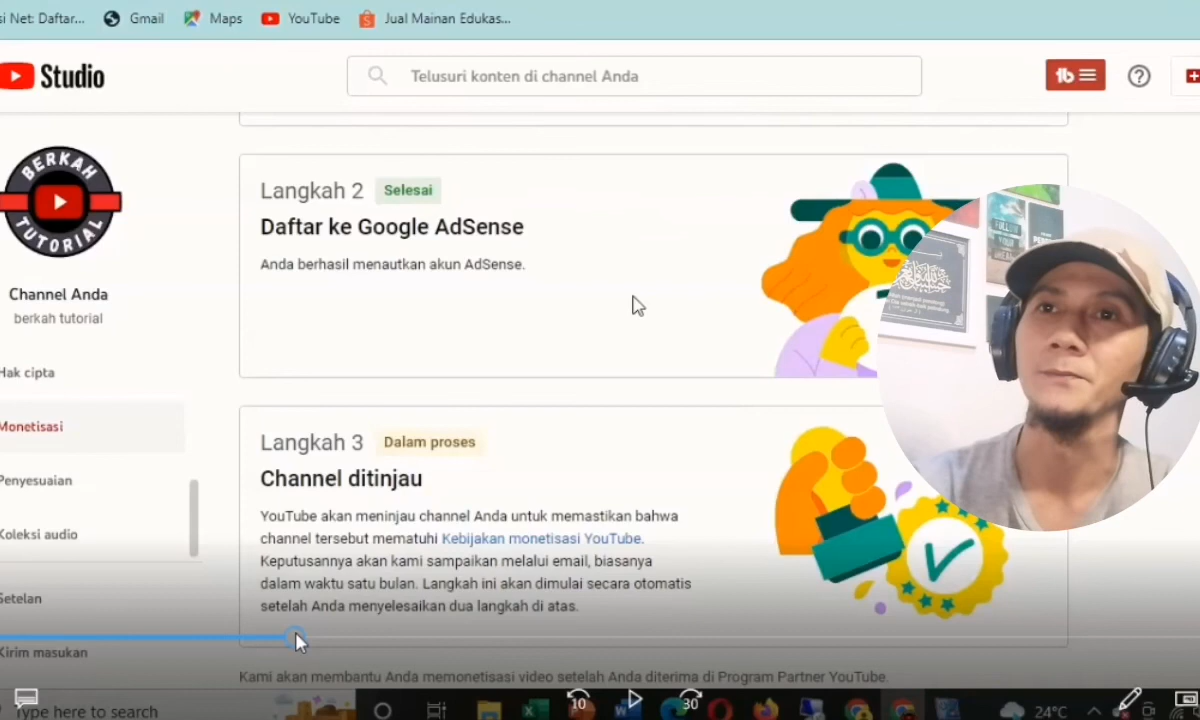 si Net: Daftar...
Gmail
Maps
YouTube
Jual Mainan Edukas...
Studio
Telusuri konten di channel Anda
BERKAH
TUTORIAL
Channel Anda
berkah tutorial
Hak cipta
Monetisasi
Penyesuaian
Koleksi audio
Setelan
Kirim masukan
Langkah 2
Selesai
Daftar ke Google AdSense
Anda berhasil menautkan akun AdSense.
FOLLOW
YOUR
Langkah 3
Dalam proses
Channel ditinjau
YouTube akan meninjau channel Anda untuk memastikan bahwa
channel tersebut mematuhi Kebijakan monetisasi YouTube.
Keputusannya akan kami sampaikan melalui email, biasanya
dalam waktu satu bulan. Langkah ini akan dimulai secara otomatis
setelah Anda menyelesaikan dua langkah di atas.
Kami akan membantu Anda memonetisasi video setelah Anda diterima di Program Partner YouTube.
Type here to search
10
30
24°C